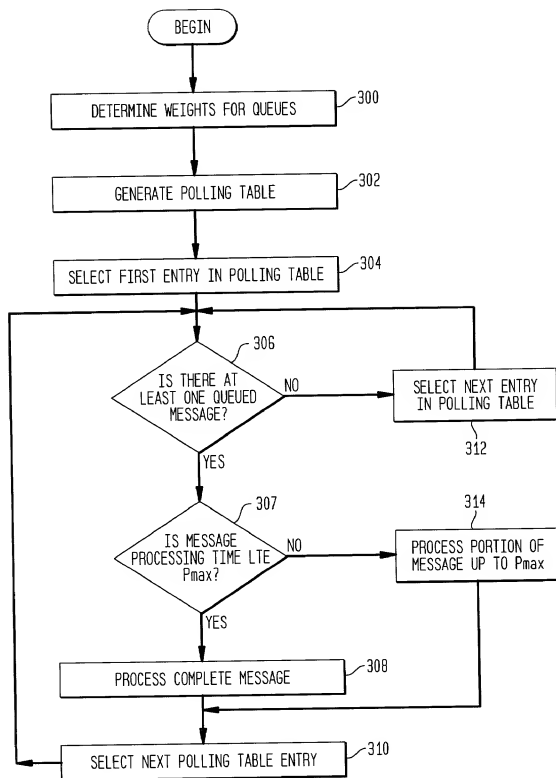 BEGIN
DETERMINE WEIGHTS FOR QUEUES
300
GENERATE POLLING TABLE
302
SELECT FIRST ENTRY IN POLLING TABLE
304
306
IS THERE AT
LEAST ONE QUEUED
MESSAGE?
NO
SELECT NEXT ENTRY
IN POLLING TABLE
312
YES
307
IS MESSAGE
PROCESSING TIME LTE
Pmax?
NO
314
PROCESS PORTION OF
MESSAGE UP TO Pmax
YES
PROCESS COMPLETE MESSAGE
308
SELECT NEXT POLLING TABLE ENTRY
310